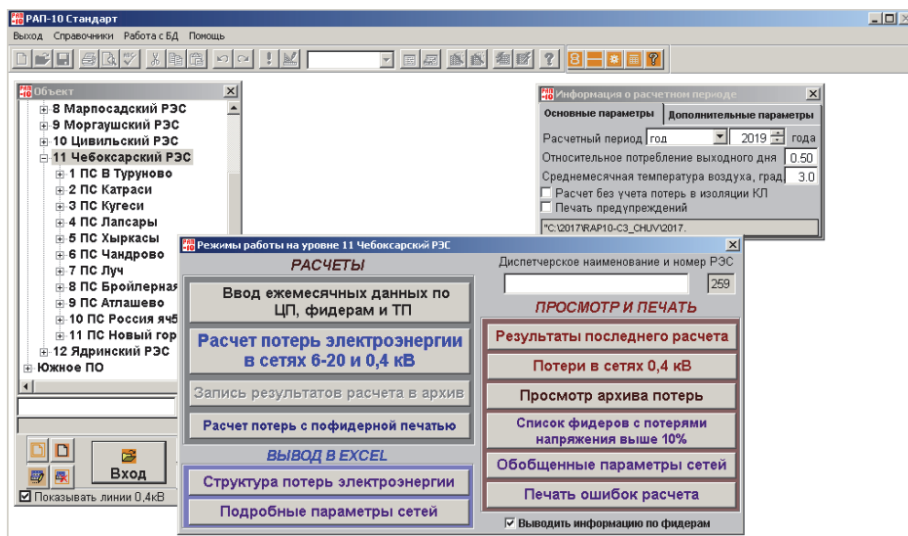 РАП-10 Стандарт
Выход Справочники Работа с БД Помощь
Объект
8 Марпосадский РЭС
9 Моргаушский РЭС
10 Цивильский РЭС
11 Чебоксарский РЭС
1 ПС В Туруново
2 ПС Катраси
3 ПС Кугеси
4 ПС Лапсары
5 ПС Хыркасы
6 ПС Чандрово
7 ПС Луч
8 ПС Бройлерная
9 ПС Атлашево
10 ПС Россия яч5
11 ПС Новый гор
12 Ядринский РЭС
Южное ПО
Вход
Показывать линии 0,4кВ
Информация о расчетном периоде
Основные параметры Дополнительные параметры
Расчетный период год 2019 года
Относительное потребление выходного дня 0.50
Среднемесячная температура воздуха, град 3.0
Расчет без учета потерь в изоляции КЛ
Печать предупреждений
"C:\2017\RAP10-C3_CHUV\2017.
Режимы работы на уровне 11 Чебоксарский РЭС
РАСЧЕТЫ
Ввод ежемесячных данных по
ЦП, фидерам и ТП
Расчет потерь электроэнергии
в сетях 6-20 и 0,4 кВ
Запись результатов расчета в архив
Расчет потерь с пофидерной печатью
ВЫВОД В EXCEL
Структура потерь электроэнергии
Подробные параметры сетей
Диспетчерское наименование и номер РЭС
259
ПРОСМОТР И ПЕЧАТЬ
Результаты последнего расчета
Потери в сетях 0,4 кВ
Просмотр архива потерь
Список фидеров с потерями
напряжения выше 10%
Обобщенные параметры сетей
Печать ошибок расчета
Выводить информацию по фидерам